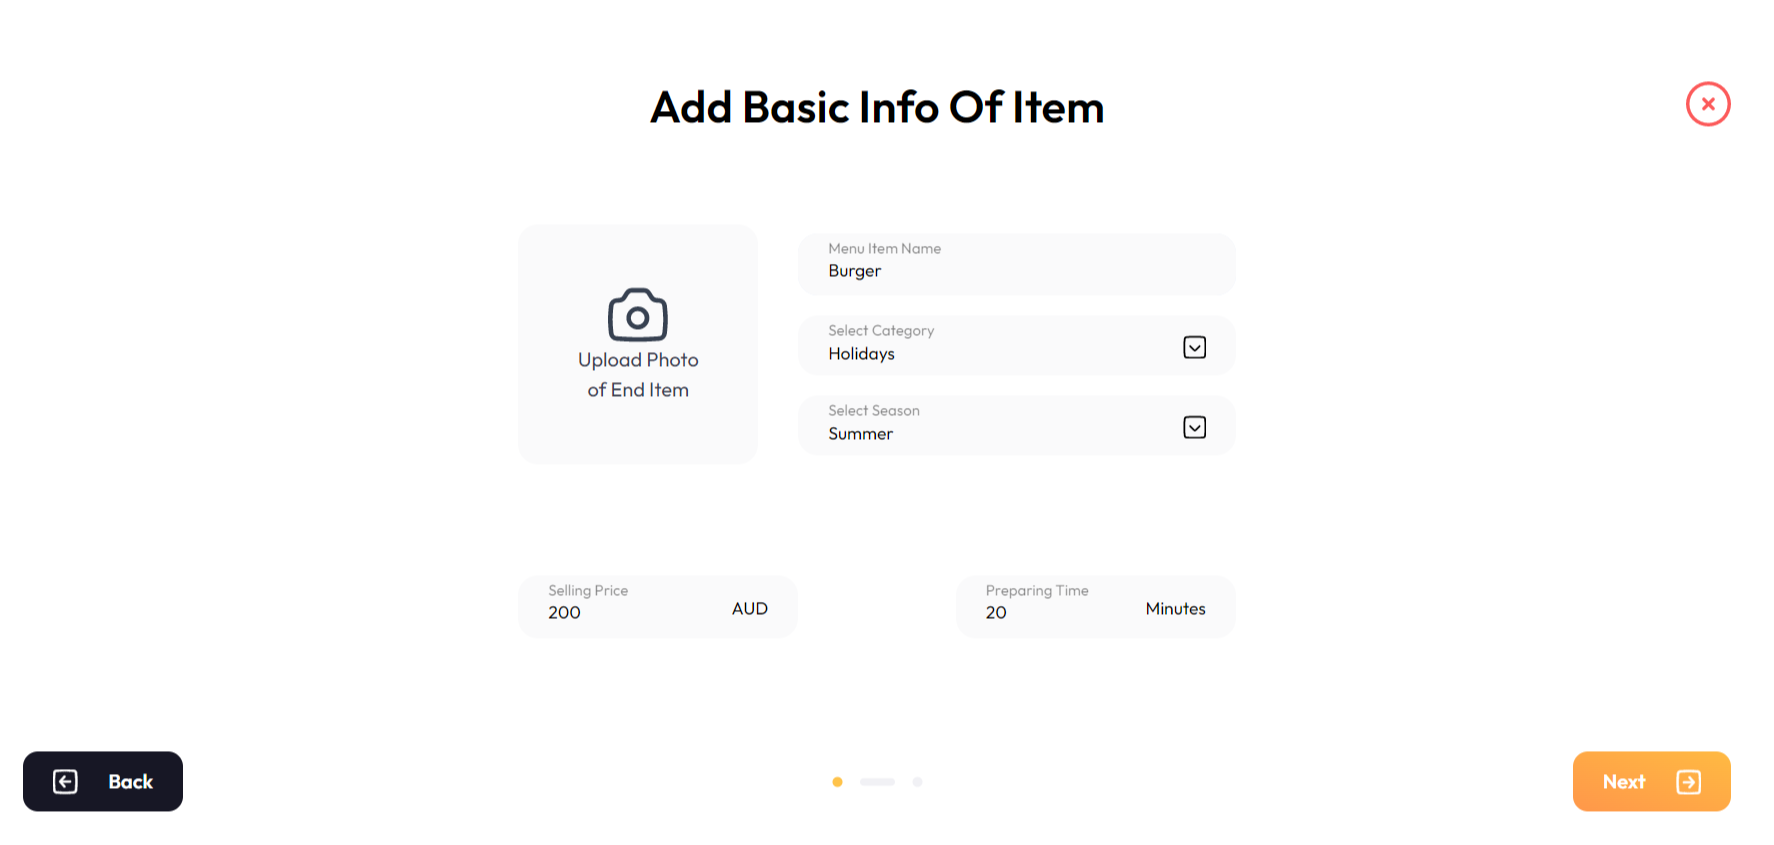 Add Basic Info Of Item
Upload Photo
of End Item
Menu Item Name
Burger
Select Category
Holidays
Select Season
Summer
Selling Price
200
AUD
Preparing Time
20
Minutes
Back
Next